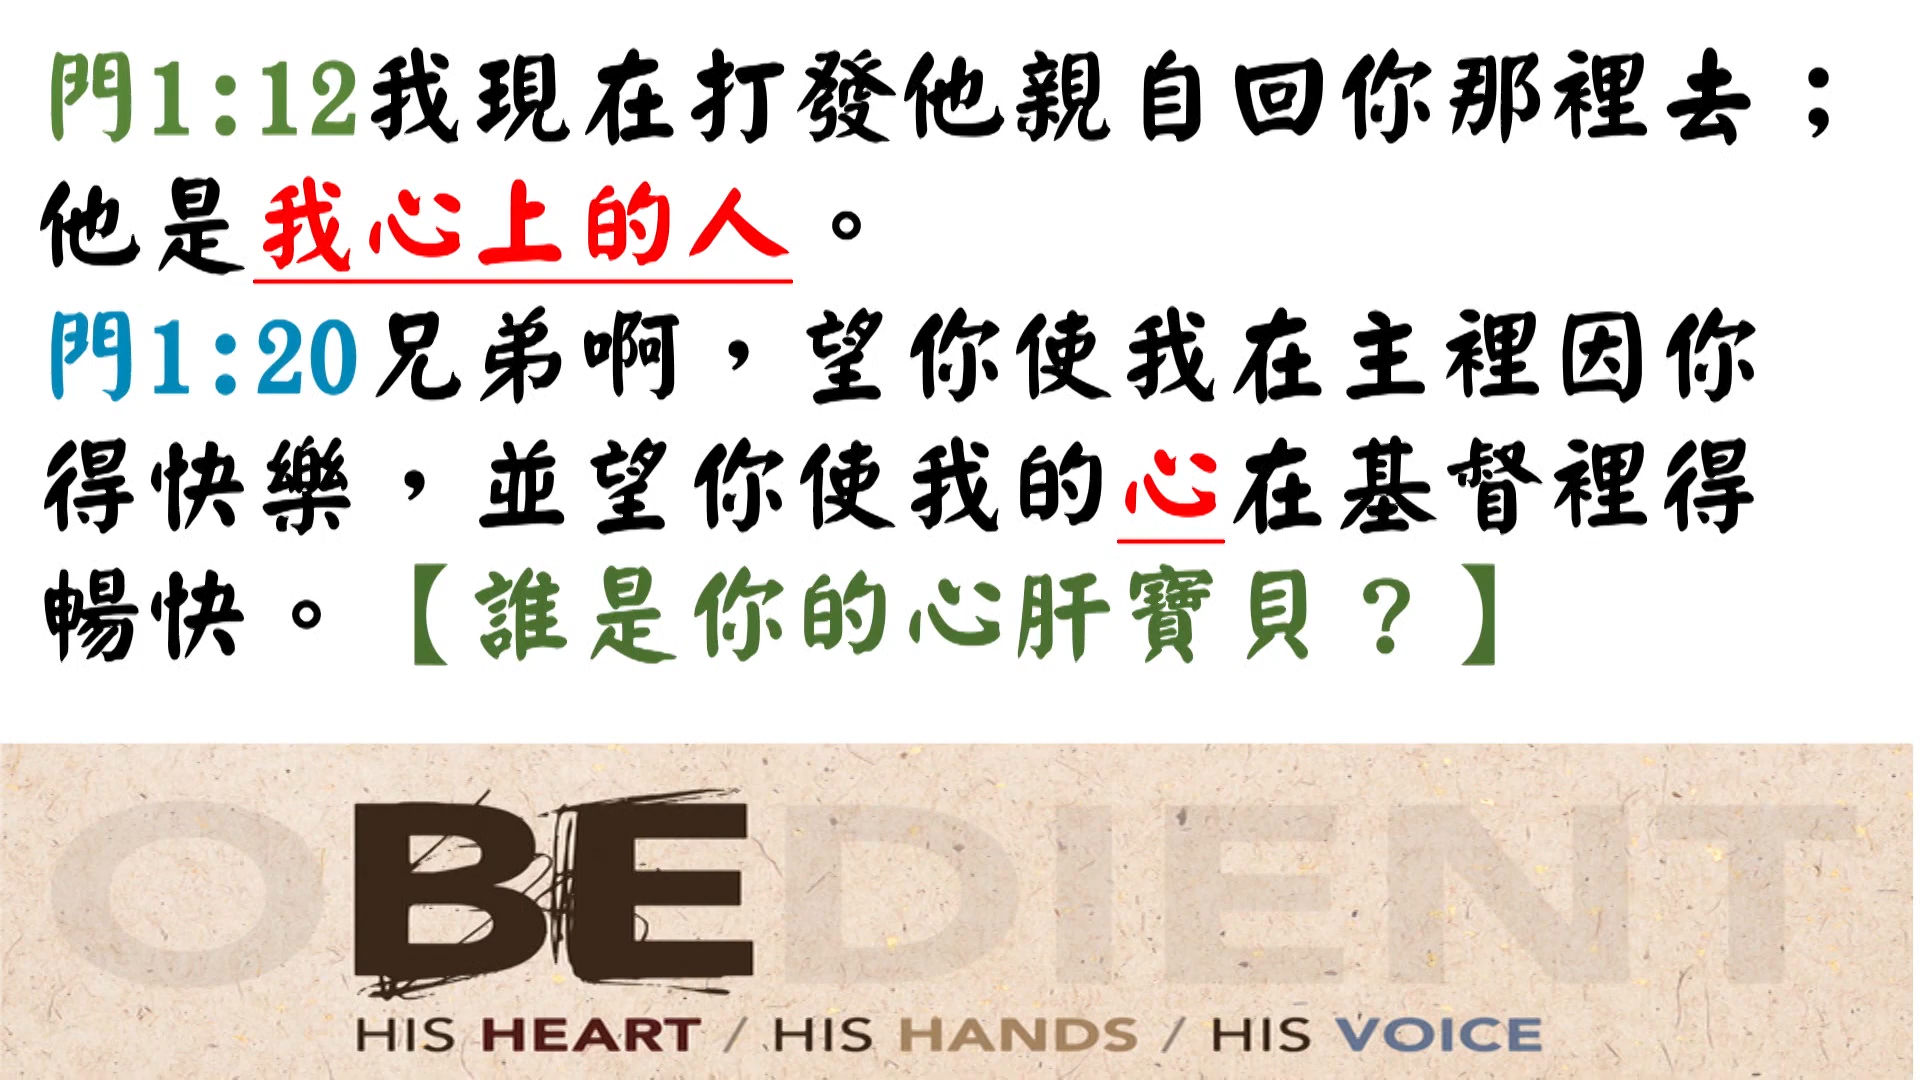 門1:12我現在打發他親自回你那裡去；
他是我心上的人。
門1:20兄弟啊，望你使我在主裡因你
得快樂，並望你使我的心在基督裡得
暢快。【誰是你的心肝寶貝？】
OBEDIENT
HIS HEART / HIS HANDS / HIS VOICE